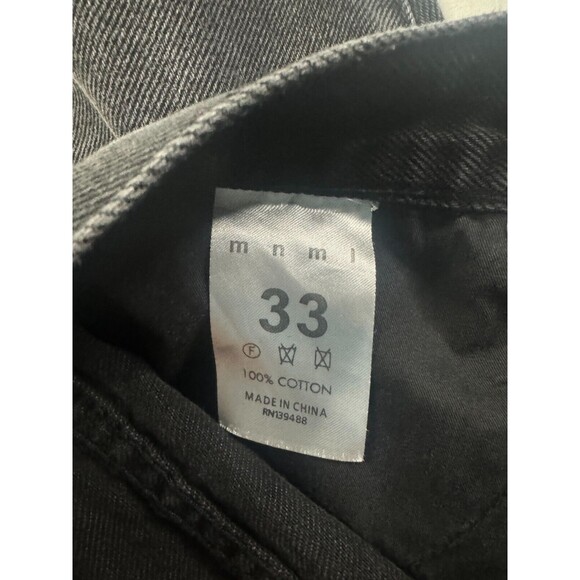 m n m l
33
F
100% COTTON
MADE IN CHINA
RN139488